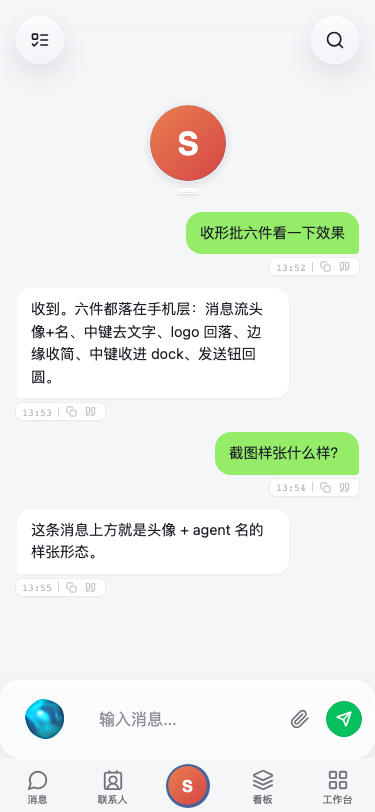 S
收形批六件看一下效果
13:52
收到。六件都落在手机层：消息流头
像+名、中键去文字、logo 回落、边
缘收简、中键收进 dock、发送钮回
圆。
13:53
截图样张什么样？
13:54
这条消息上方就是头像 + agent 名的
样张形态。
13:55
输入消息...
消息
联系人
S
看板
工作台